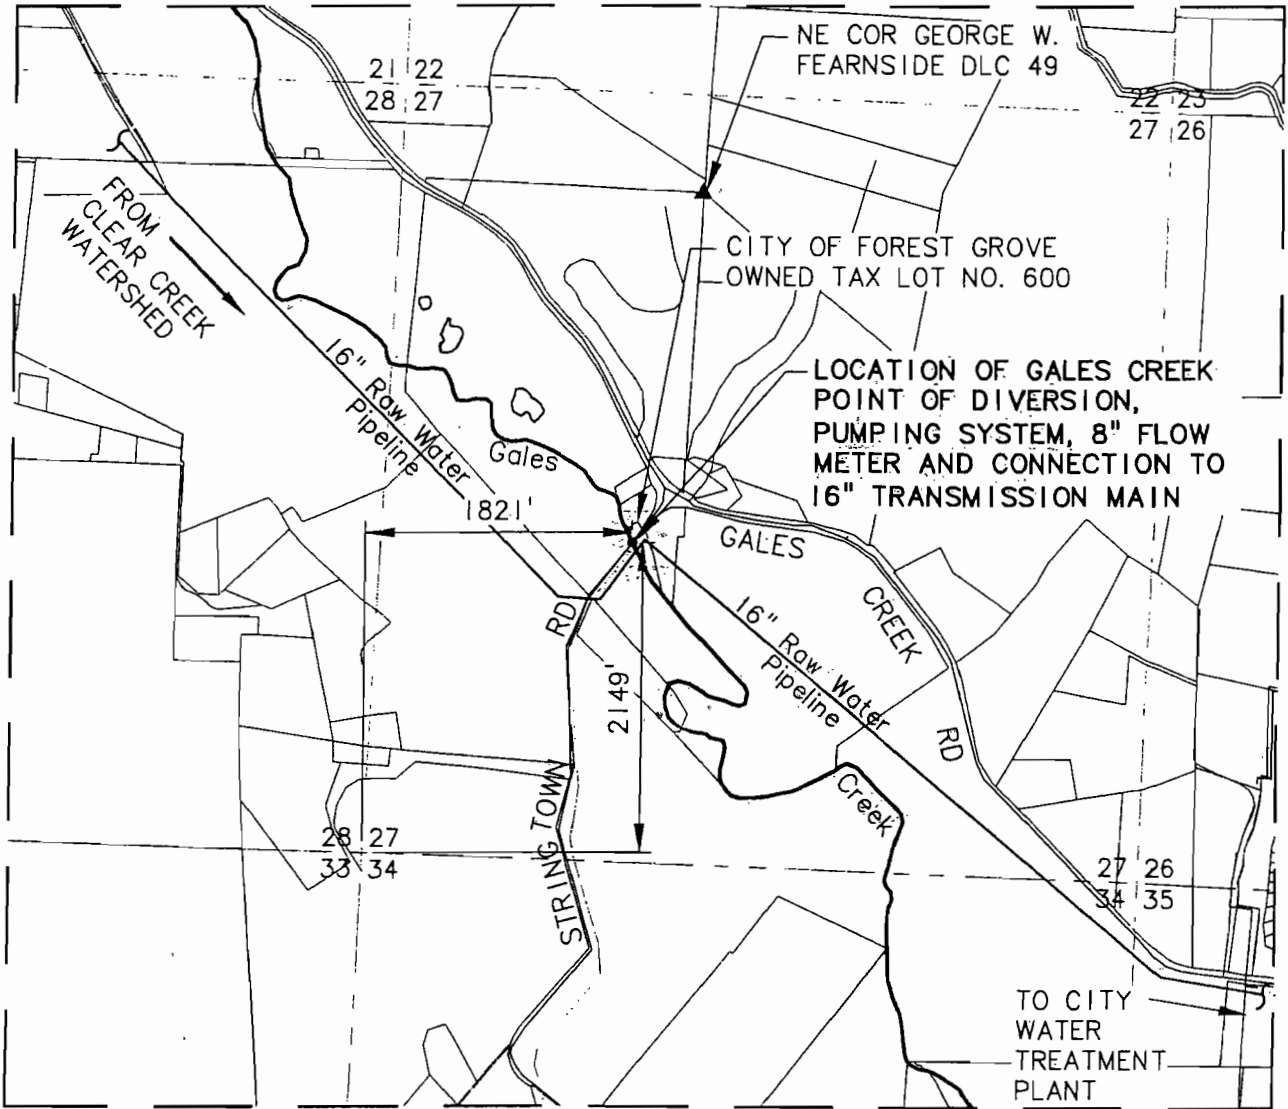 NE COR GEORGE W.
FEARNSIDE DLC 49
21 22
28 27
22 23
27 26
FROM
CLEAR CREEK
WATERSHED
CITY OF FOREST GROVE
OWNED TAX LOT NO. 600
LOCATION OF GALES CREEK
POINT OF DIVERSION,
PUMPING SYSTEM, 8" FLOW
METER AND CONNECTION TO
16" TRANSMISSION MAIN
16" Raw Water
Pipeline
Gales
1821'
GALES
CREEK
RD
16" Raw Water
Pipeline
2149'
Creek
STRING TOWN
RD
28 27
33 34
27 26
34 35
TO CITY
WATER
TREATMENT
PLANT